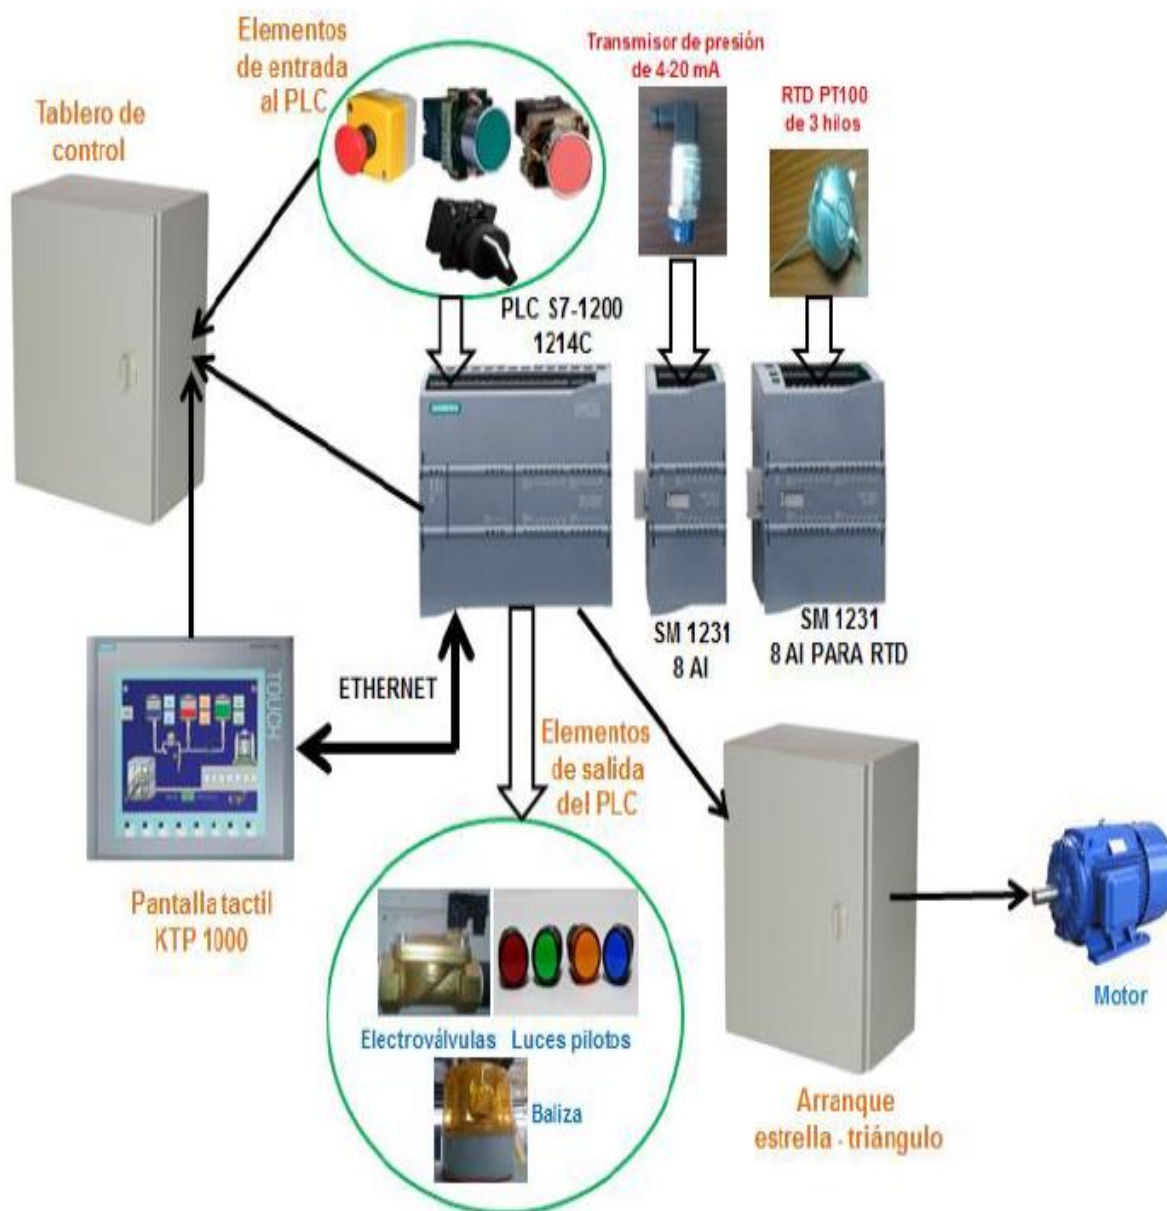 Elementos
de entrada
al PLC
Transmisor de presión
de 4-20 mA
RTD PT100
de 3 hilos
Tablero de
control
PLC S7-1200
1214C
SIEMENS
SM 1231
8 AI
SM 1231
8 AI PARA RTD
ETHERNET
TOUCH
Elementos
de salida
del PLC
Pantalla tactil
KTP 1000
Electroválvulas
Luces pilotos
Baliza
Motor
Arranque
estrella - triángulo